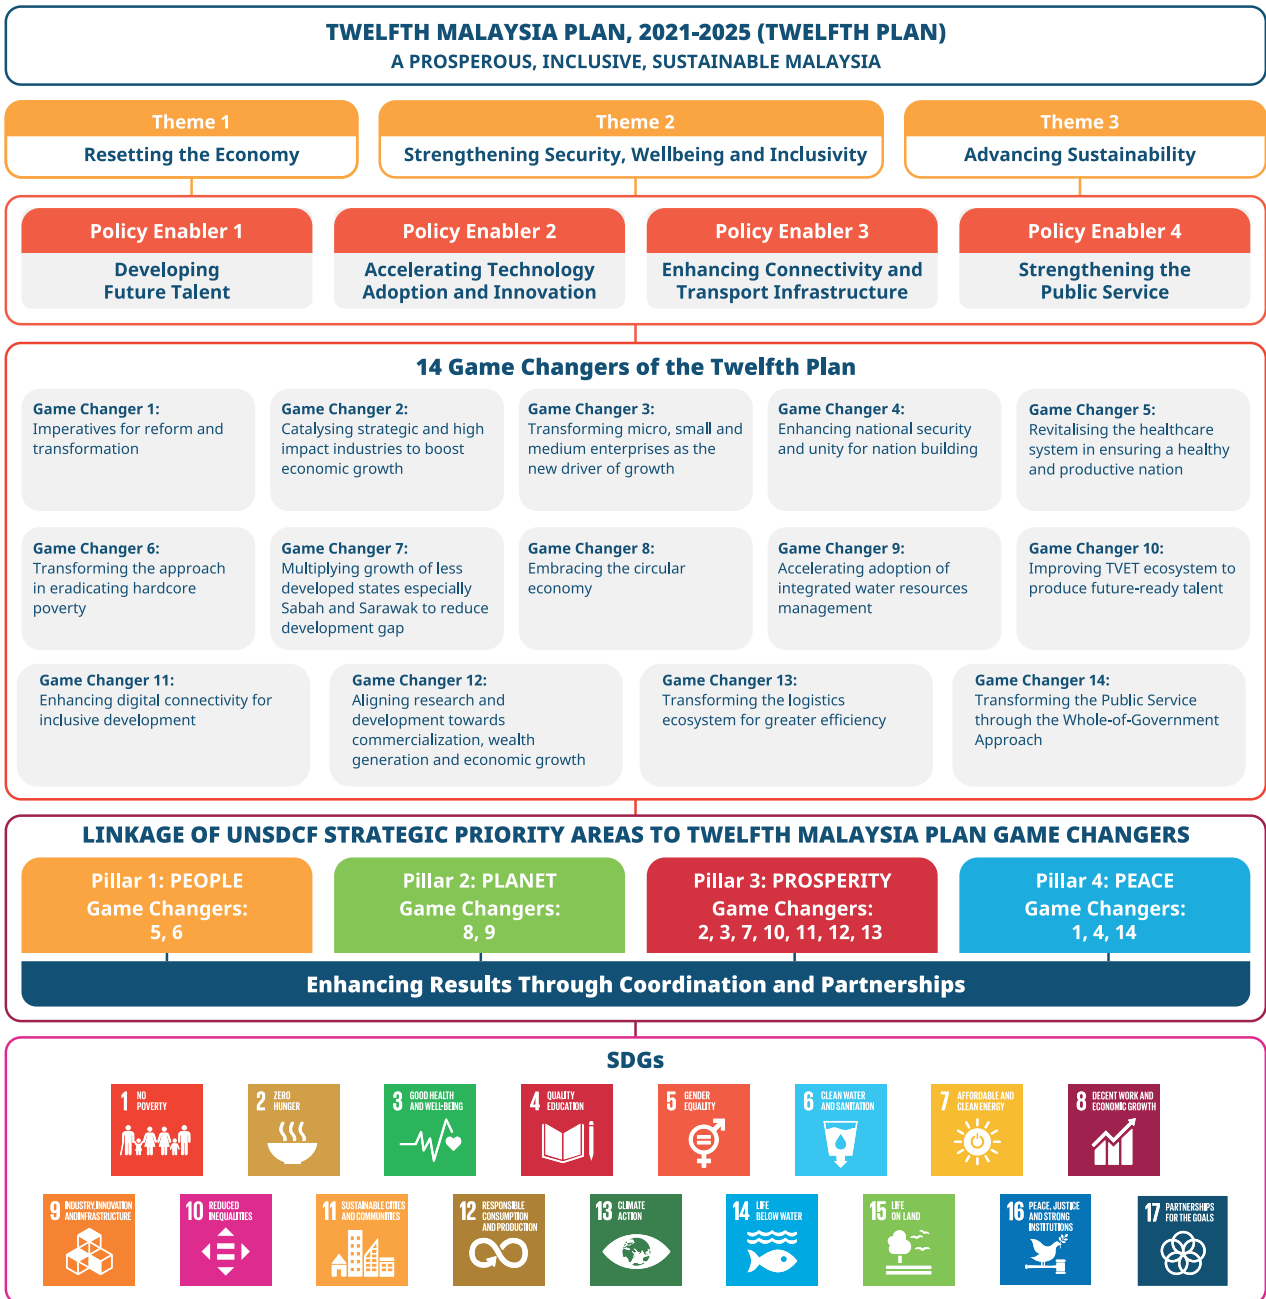 TWELFTH MALAYSIA PLAN, 2021-2025 (TWELFTH PLAN)
A PROSPEROUS, INCLUSIVE, SUSTAINABLE MALAYSIA
Theme 1
Resetting the Economy
Theme 2
Strengthening Security, Wellbeing and Inclusivity
Theme 3
Advancing Sustainability
Policy Enabler 1
Developing
Future Talent
Policy Enabler 2
Accelerating Technology
Adoption and Innovation
Policy Enabler 3
Enhancing Connectivity and
Transport Infrastructure
Policy Enabler 4
Strengthening the
Public Service
14 Game Changers of the Twelfth Plan
Game Changer 1:
Imperatives for reform and
transformation
Game Changer 2:
Catalysing strategic and high
impact industries to boost
economic growth
Game Changer 3:
Transforming micro, small and
medium enterprises as the
new driver of growth
Game Changer 4:
Enhancing national security
and unity for nation building
Game Changer 5:
Revitalising the healthcare
system in ensuring a healthy
and productive nation
Game Changer 6:
Transforming the approach
in eradicating hardcore
poverty
Game Changer 7:
Multiplying growth of less
developed states especially
Sabah and Sarawak to reduce
development gap
Game Changer 8:
Embracing the circular
economy
Game Changer 9:
Accelerating adoption of
integrated water resources
management
Game Changer 10:
Improving TVET ecosystem to
produce future-ready talent
Game Changer 11:
Enhancing digital connectivity for
inclusive development
Game Changer 12:
Aligning research and
development towards
commercialization, wealth
generation and economic growth
Game Changer 13:
Transforming the logistics
ecosystem for greater efficiency
Game Changer 14:
Transforming the Public Service
through the Whole-of-Government
Approach
LINKAGE OF UNSDCF STRATEGIC PRIORITY AREAS TO TWELFTH MALAYSIA PLAN GAME CHANGERS
Pillar 1: PEOPLE
Game Changers:
5, 6
Pillar 2: PLANET
Game Changers:
8, 9
Pillar 3: PROSPERITY
Game Changers:
2, 3, 7, 10, 11, 12, 13
Pillar 4: PEACE
Game Changers:
1, 4, 14
Enhancing Results Through Coordination and Partnerships
SDGs
1 NO
POVERTY
2 ZERO
HUNGER
3 GOOD HEALTH
AND WELL-BEING
4 QUALITY
EDUCATION
5 GENDER
EQUALITY
6 CLEAN WATER
AND SANITATION
7 AFFORDABLE AND
CLEAN ENERGY
8 DECENT WORK AND
ECONOMIC GROWTH
9 INDUSTRY, INNOVATION
AND INFRASTRUCTURE
10 REDUCED
INEQUALITIES
11 SUSTAINABLE CITIES
AND COMMUNITIES
12 RESPONSIBLE
CONSUMPTION
AND PRODUCTION
13 CLIMATE
ACTION
14 LIFE
BELOW WATER
15 LIFE
ON LAND
16 PEACE, JUSTICE
AND STRONG
INSTITUTIONS
17 PARTNERSHIPS
FOR THE GOALS